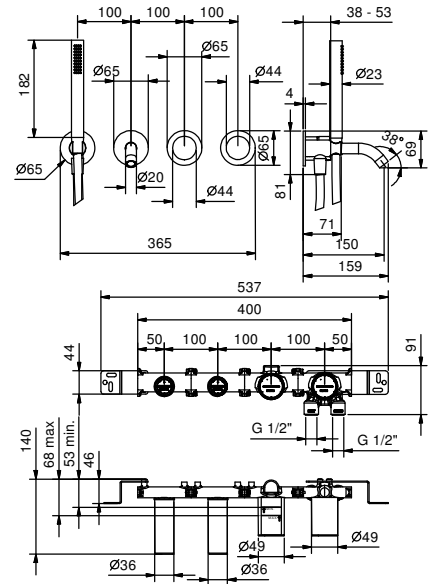 100 100 100
38 - 53
Ø65
Ø65 Ø44
Ø23
182
4
38°
Ø65
69
Ø65
Ø20
Ø44
81
71
365
150
159
537
400
50 100 100 100 50
44
91
G 1/2"
G 1/2"
140
68 max
53 min.
46
Ø49
Ø49
Ø36
Ø36